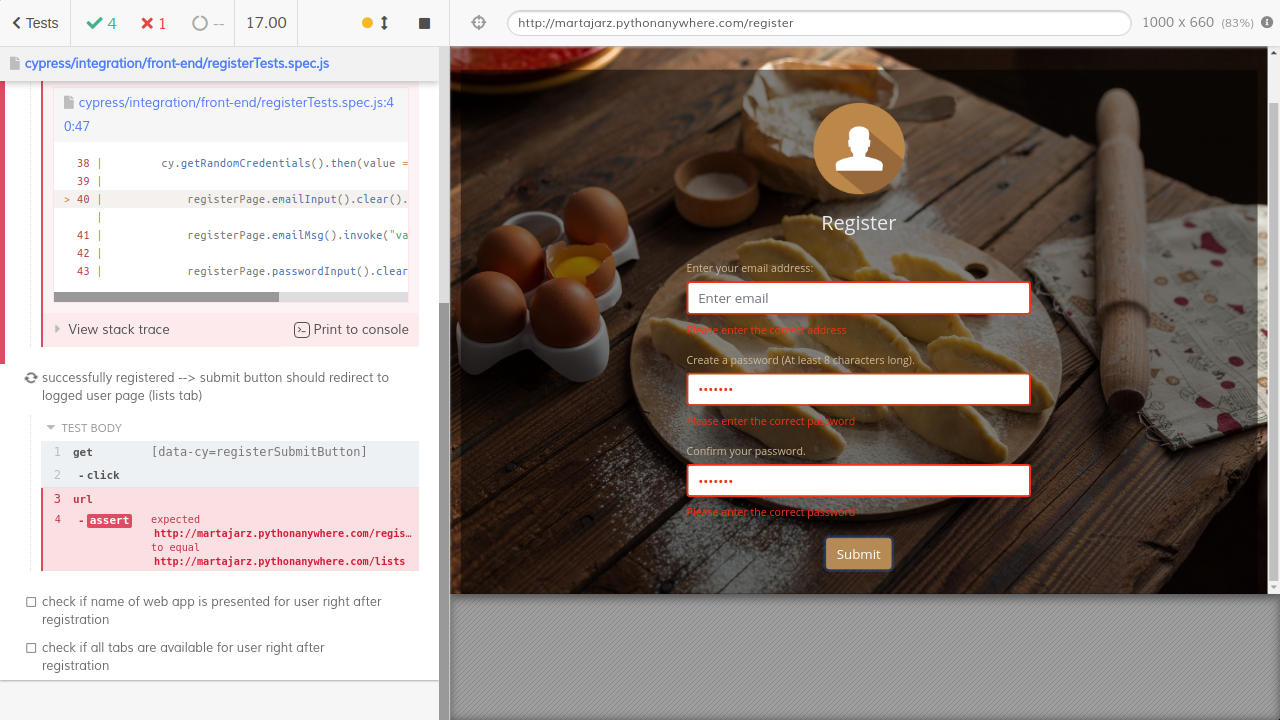 Tests
4
1
--
17.00
http://martajarz.pythonanywhere.com/register
1000 x 660 (83%)
cypress/integration/front-end/registerTests.spec.js
cypress/integration/front-end/registerTests.spec.js:4
0:47
38 | cy.getRandomCredentials().then(value =
39 |
> 40 | registerPage.emailInput().clear().
|
41 | registerPage.emailMsg().invoke("va
42 |
43 | registerPage.passwordInput().clear
View stack trace
Print to console
successfully registered --> submit button should redirect to
logged user page (lists tab)
TEST BODY
1 get [data-cy=registerSubmitButton]
2 -click
3 url
4 -assert expected
http://martajarz.pythonanywhere.com/regis…
to equal
http://martajarz.pythonanywhere.com/lists
check if name of web app is presented for user right after
registration
check if all tabs are available for user right after
registration
Register
Enter your email address:
Enter email
Please enter the correct address
Create a password (At least 8 characters long).
•••••••
Please enter the correct password
Confirm your password.
•••••••
Please enter the correct password
Submit